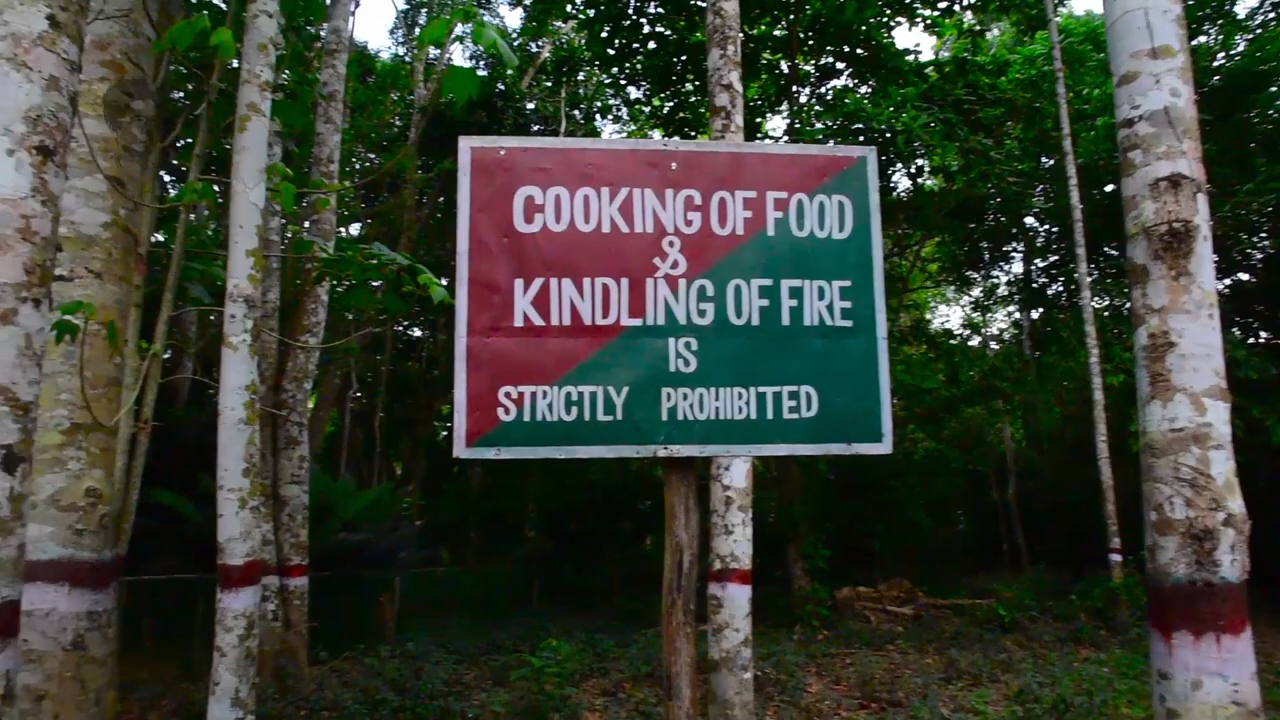 COOKING OF FOOD
&
KINDLING OF FIRE
IS
STRICTLY PROHIBITED